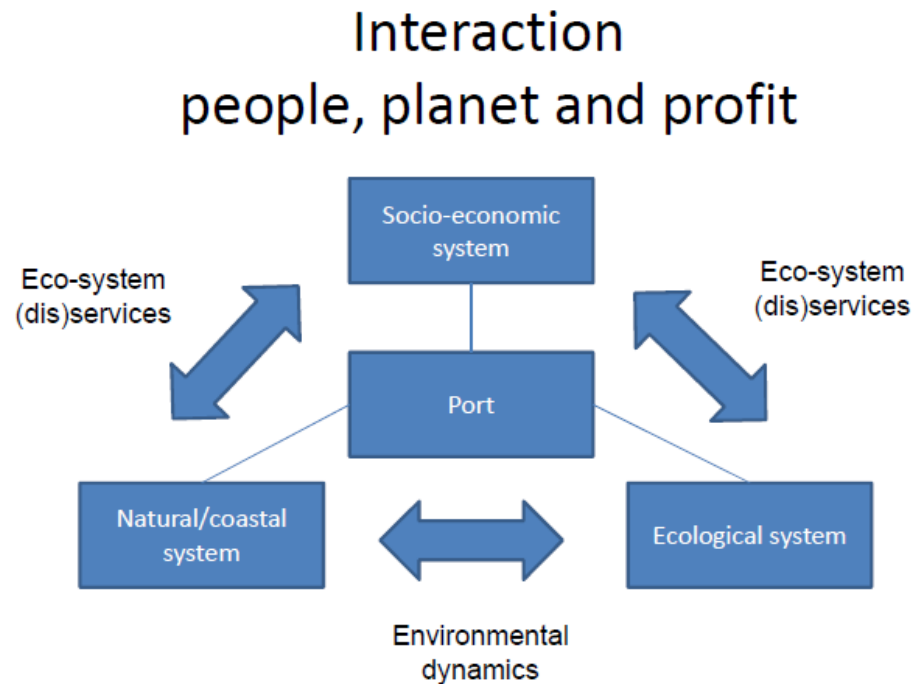 Interaction
people, planet and profit
Socio-economic
system
Eco-system
(dis)services
Eco-system
(dis)services
Port
Natural/coastal
system
Ecological system
Environmental
dynamics